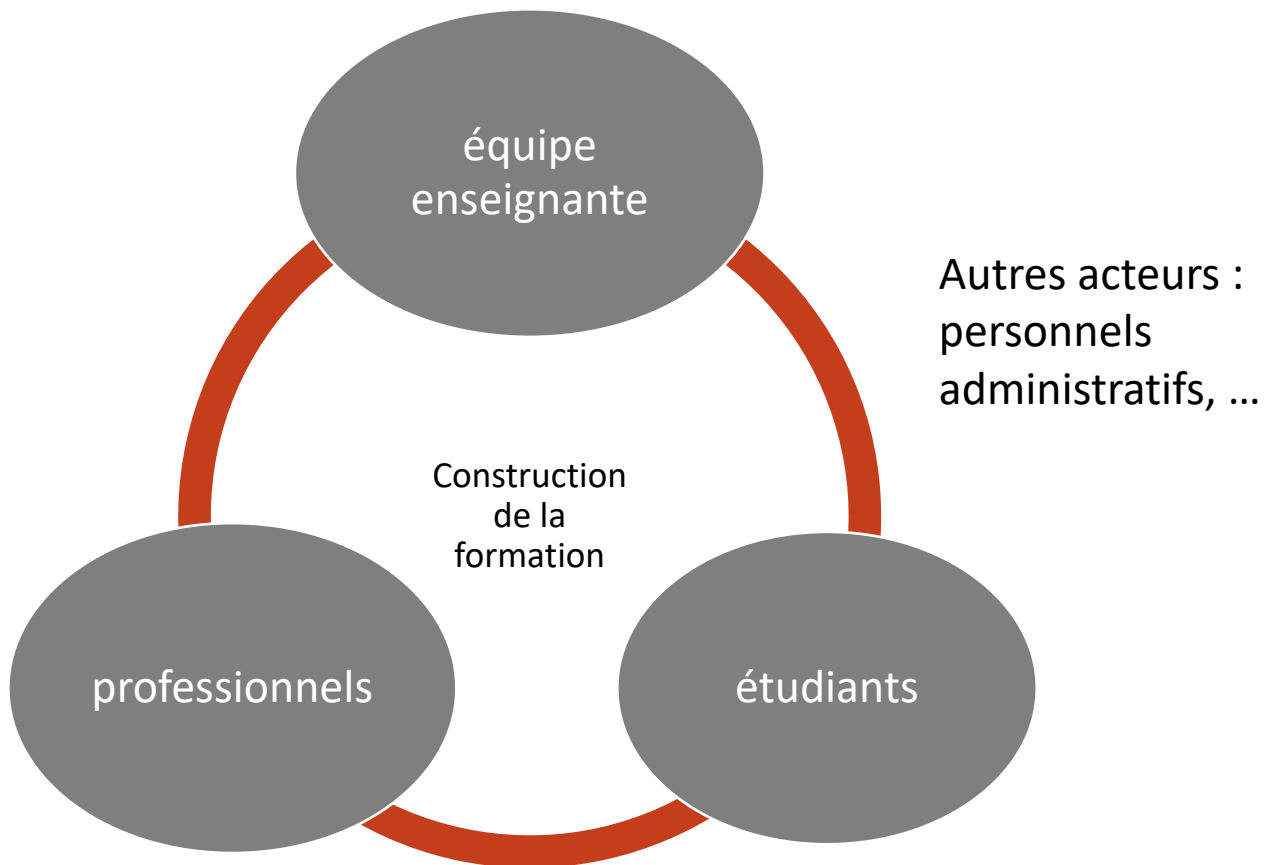 équipe
enseignante
Autres acteurs :
personnels
administratifs, ...
Construction
de la
formation
professionnels
étudiants